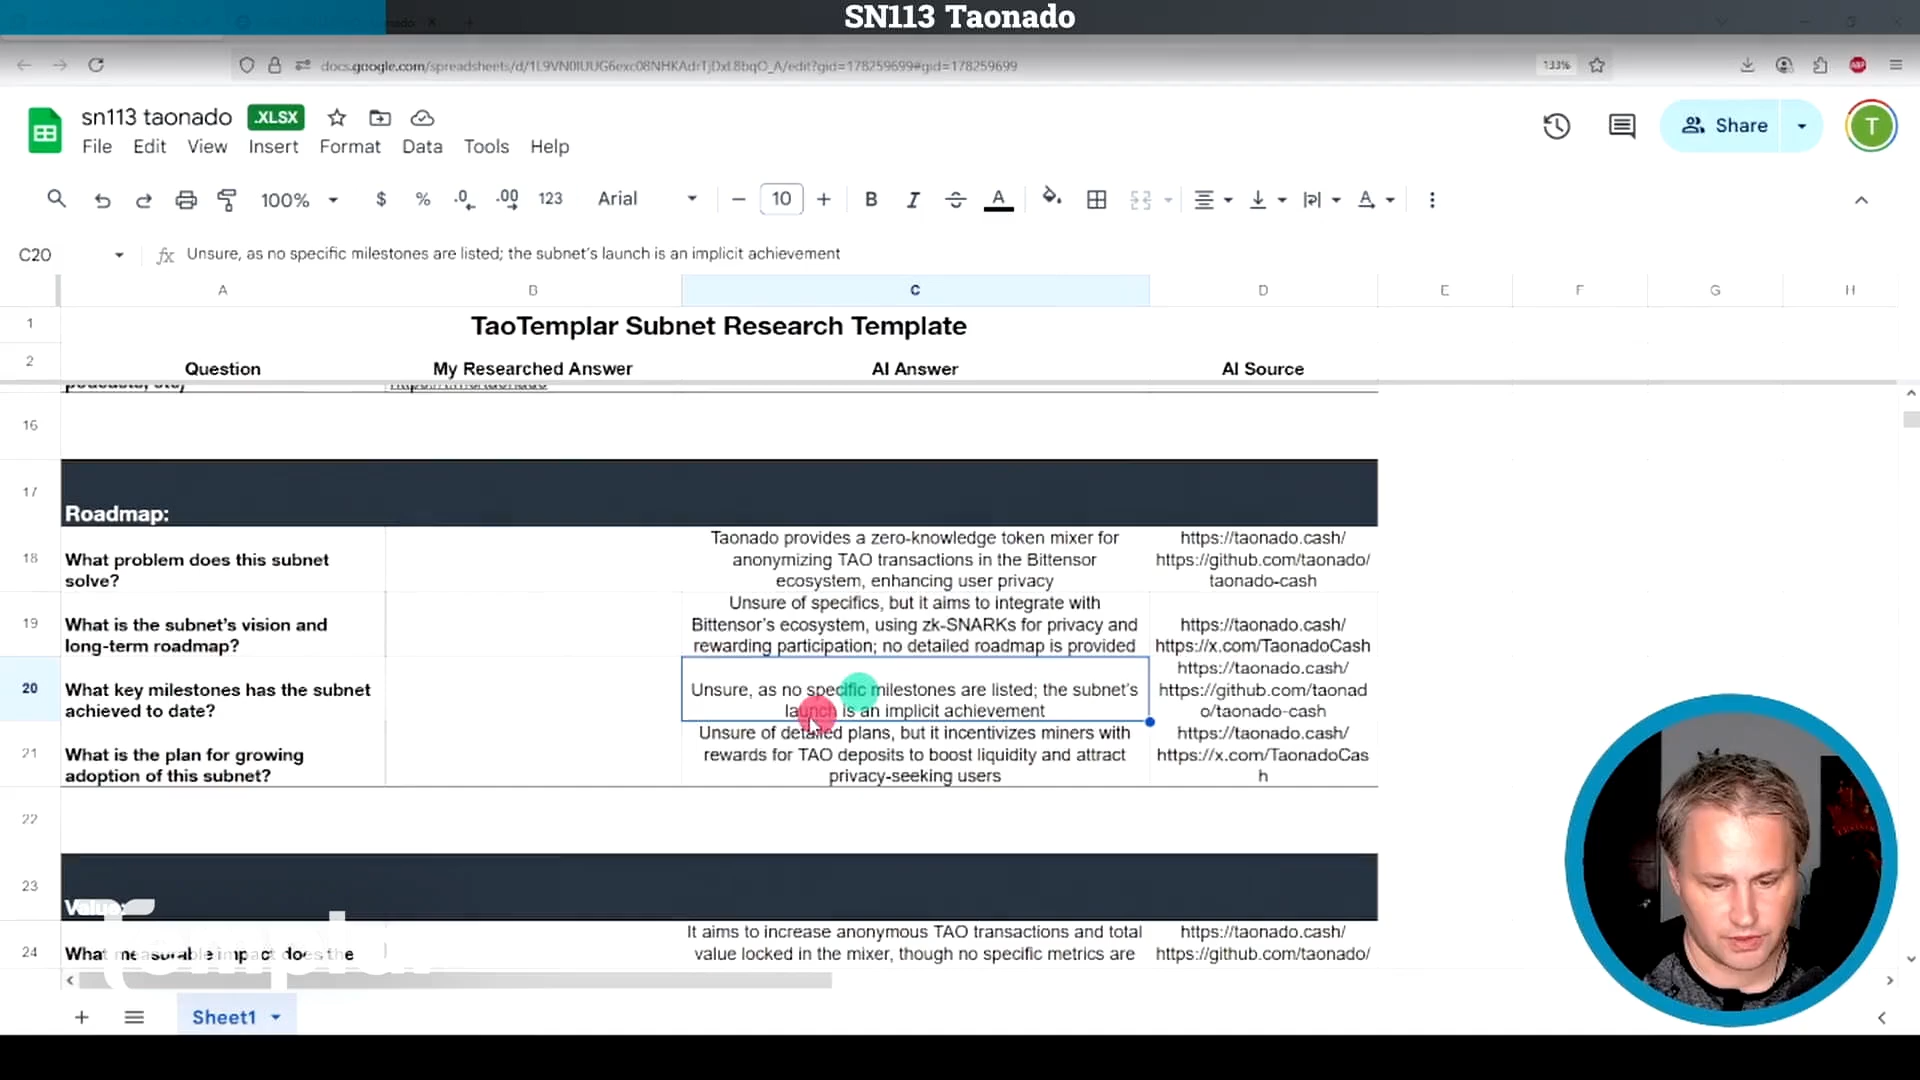 SN113 Taonado
docs.google.com/spreadsheets/d/1L9VN0IUUG6exc08NHKAdrTjDxL8bqO_A/edit?gid=178259699#gid=178259699
133%
sn113 taonado
.XLSX
File Edit View Insert Format Data Tools Help
Share
T
100%
$ % .0 .00 123
Arial
10
B I A
C20
fx Unsure, as no specific milestones are listed; the subnet's launch is an implicit achievement
A B C D E F G H
1 TaoTemplar Subnet Research Template
2 Question My Researched Answer AI Answer AI Source
16
17 Roadmap:
18 What problem does this subnet
solve?
Taonado provides a zero-knowledge token mixer for
anonymizing TAO transactions in the Bittensor
ecosystem, enhancing user privacy
https://taonado.cash/
https://github.com/taonado/
taonado-cash
19 What is the subnet's vision and
long-term roadmap?
Unsure of specifics, but it aims to integrate with
Bittensor's ecosystem, using zk-SNARKs for privacy and
rewarding participation; no detailed roadmap is provided
https://taonado.cash/
https://x.com/TaonadoCash
20 What key milestones has the subnet
achieved to date?
Unsure, as no specific milestones are listed; the subnet's
launch is an implicit achievement
https://taonado.cash/
https://github.com/taonad
o/taonado-cash
21 What is the plan for growing
adoption of this subnet?
Unsure of detailed plans, but it incentivizes miners with
rewards for TAO deposits to boost liquidity and attract
privacy-seeking users
https://taonado.cash/
https://x.com/TaonadoCas
h
22
23 Value:
24 What measurable impact does the
It aims to increase anonymous TAO transactions and total
value locked in the mixer, though no specific metrics are
https://taonado.cash/
https://github.com/taonado/
Sheet1